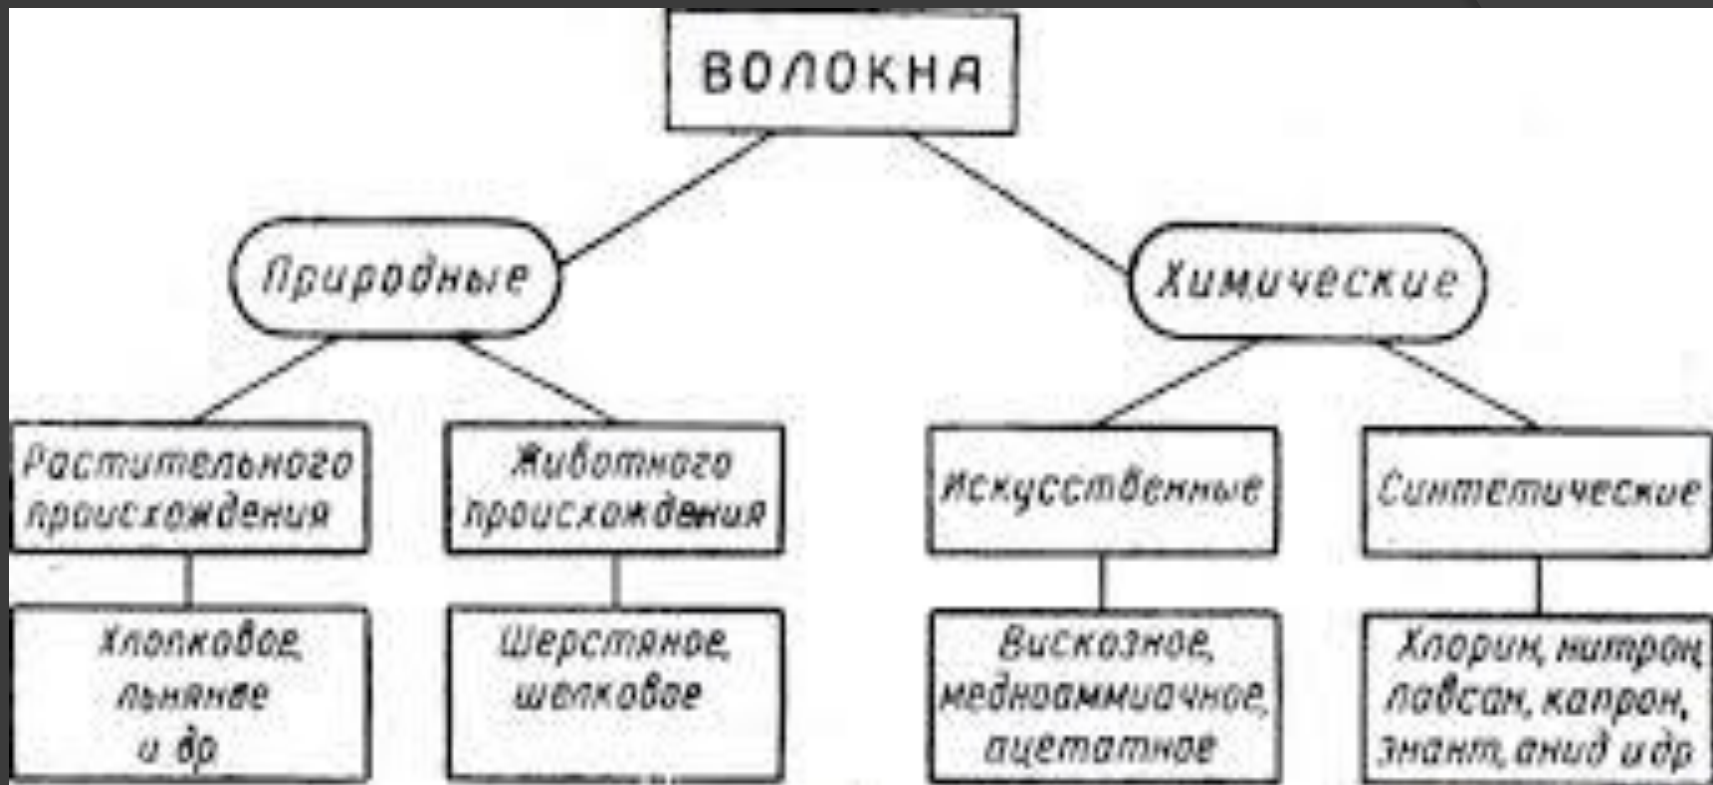 ВОЛОКНА
Природные
Химические
Растительного
происхождения
Животного
происхождения
Искусственные
Синтетические
Хлопковое,
льняное
и др
Шерстяное,
шелковое
Вискозное,
медноаммиачное,
ацетатное
Хлорин, нитрон,
лавсан, капрон,
энант, анид и др